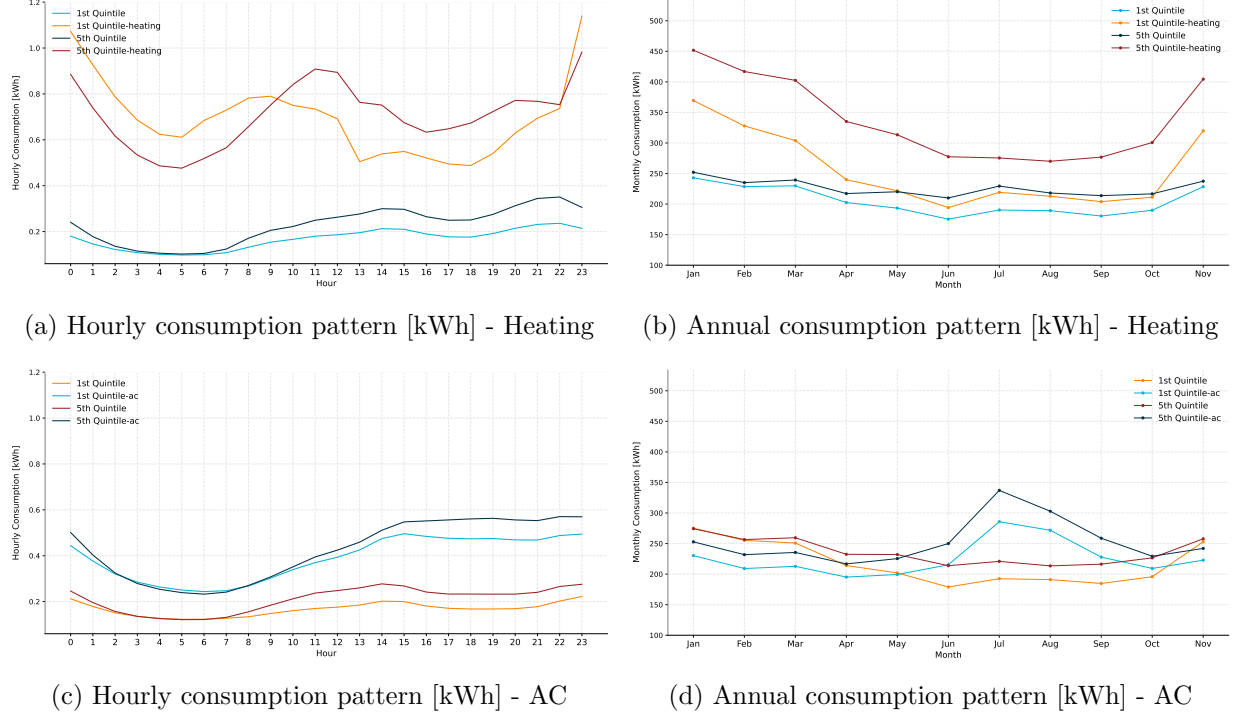 1.2
1.0
0.8
0.6
0.4
0.2
Hourly Consumption [kWh]
1st Quintile
1st Quintile-heating
5th Quintile
5th Quintile-heating
0 1 2 3 4 5 6 7 8 9 10 11 12 13 14 15 16 17 18 19 20 21 22 23
Hour
(a) Hourly consumption pattern [kWh] - Heating
500
450
400
350
300
250
200
150
100
Monthly Consumption [kWh]
1st Quintile
1st Quintile-heating
5th Quintile
5th Quintile-heating
Jan Feb Mar Apr May Jun Jul Aug Sep Oct Nov
Month
(b) Annual consumption pattern [kWh] - Heating
1.2
1.0
0.8
0.6
0.4
0.2
Hourly Consumption [kWh]
1st Quintile
1st Quintile-ac
5th Quintile
5th Quintile-ac
0 1 2 3 4 5 6 7 8 9 10 11 12 13 14 15 16 17 18 19 20 21 22 23
Hour
(c) Hourly consumption pattern [kWh] - AC
500
450
400
350
300
250
200
150
100
Monthly Consumption [kWh]
1st Quintile
1st Quintile-ac
5th Quintile
5th Quintile-ac
Jan Feb Mar Apr May Jun Jul Aug Sep Oct Nov
Month
(d) Annual consumption pattern [kWh] - AC